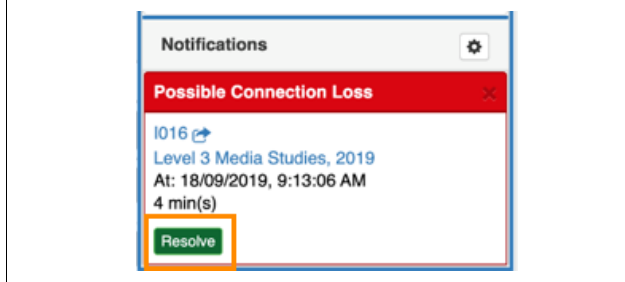 Notifications
Possible Connection Loss
I016
Level 3 Media Studies, 2019
At: 18/09/2019, 9:13:06 AM
4 min(s)
Resolve